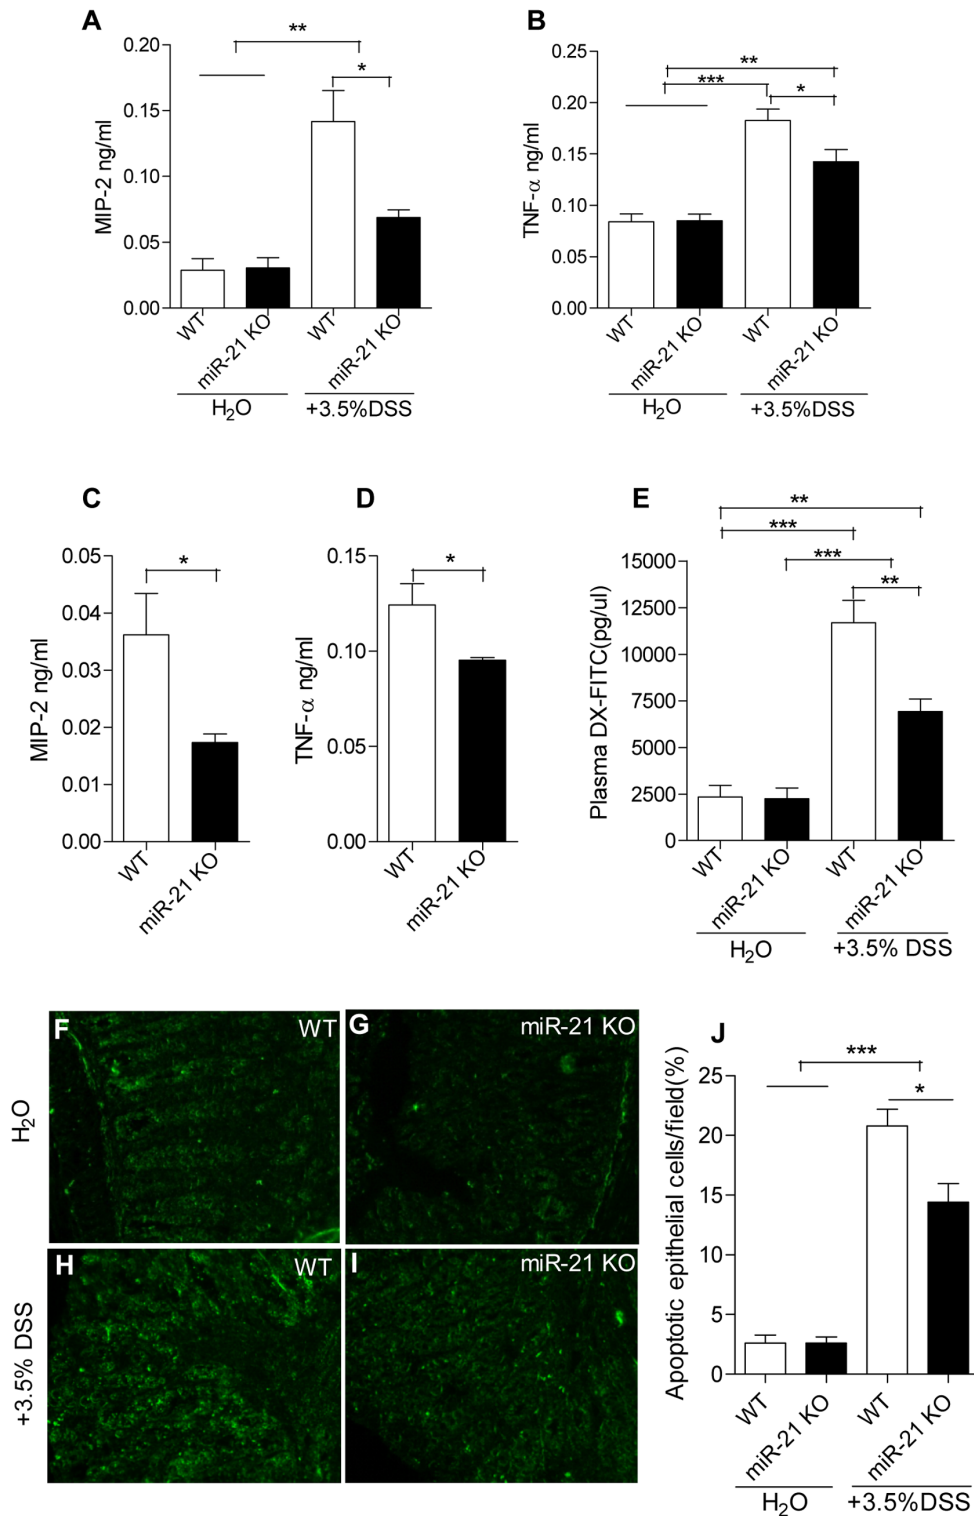 A
**
*
0.20
0.15
0.10
0.05
0.00
MIP-2 ng/ml
WT
miR-21 KO
WT
miR-21 KO
H₂O
+3.5%DSS
B
**
***
*
0.25
0.20
0.15
0.10
0.05
0.00
TNF-α ng/ml
WT
miR-21 KO
WT
miR-21 KO
H₂O
+3.5%DSS
C
*
0.05
0.04
0.03
0.02
0.01
0.00
MIP-2 ng/ml
WT
miR-21 KO
D
*
0.15
0.10
0.05
0.00
TNF-α ng/ml
WT
miR-21 KO
E
**
***
***
**
15000
12500
10000
7500
5000
2500
0
Plasma DX-FITC(pg/ul)
WT
miR-21 KO
WT
miR-21 KO
H₂O
+3.5% DSS
H₂O
F
WT
G
miR-21 KO
+3.5% DSS
H
WT
I
miR-21 KO
J
***
*
25
20
15
10
5
0
Apoptotic epithelial cells/field(%)
WT
miR-21 KO
WT
miR-21 KO
H₂O
+3.5%DSS